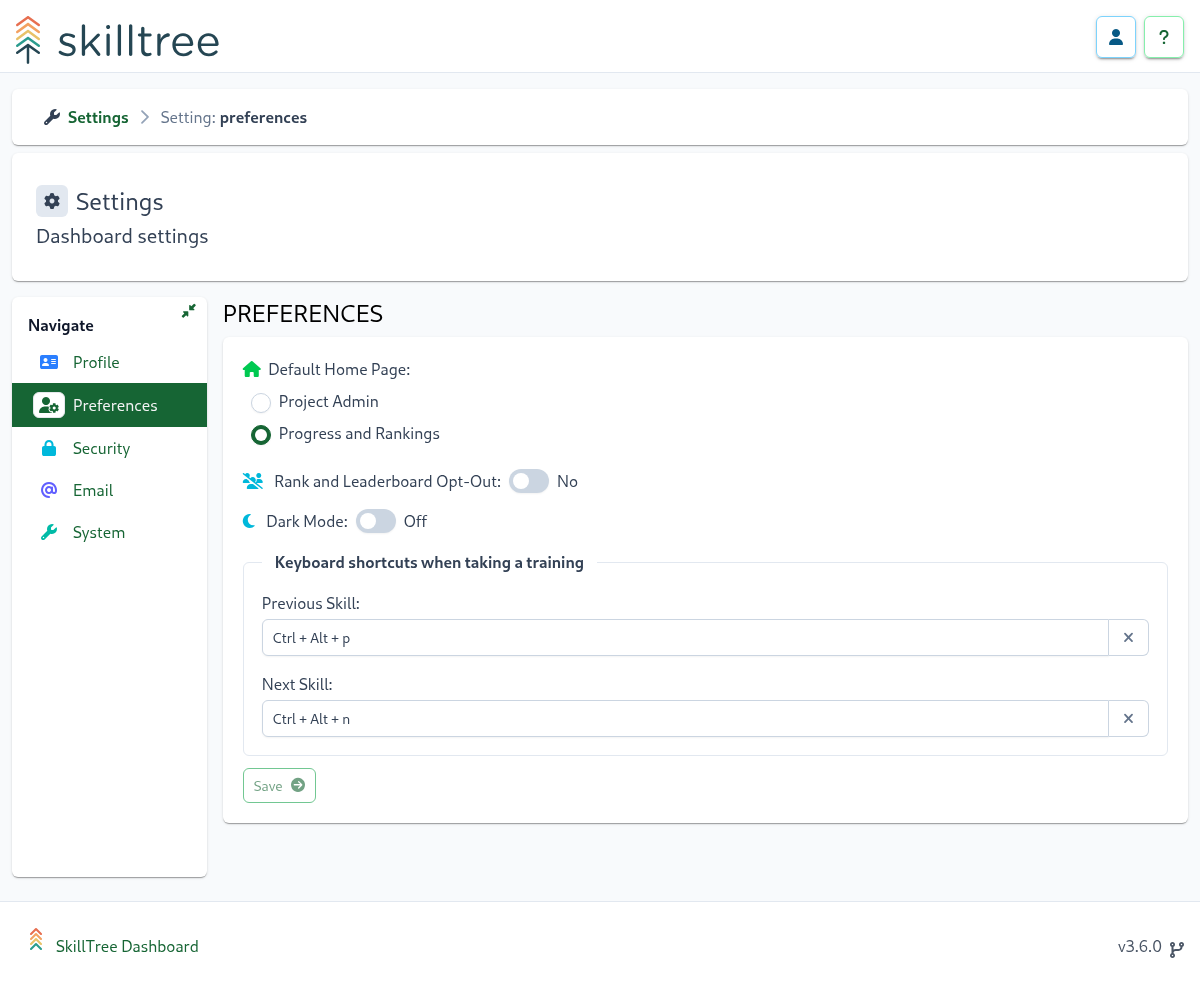 skilltree
?
Settings
Setting: preferences
Settings
Dashboard settings
Navigate
Profile
Preferences
Security
Email
System
PREFERENCES
Default Home Page:
Project Admin
Progress and Rankings
Rank and Leaderboard Opt-Out: No
Dark Mode: Off
Keyboard shortcuts when taking a training
Previous Skill:
Ctrl + Alt + p
Next Skill:
Ctrl + Alt + n
Save
SkillTree Dashboard
v3.6.0